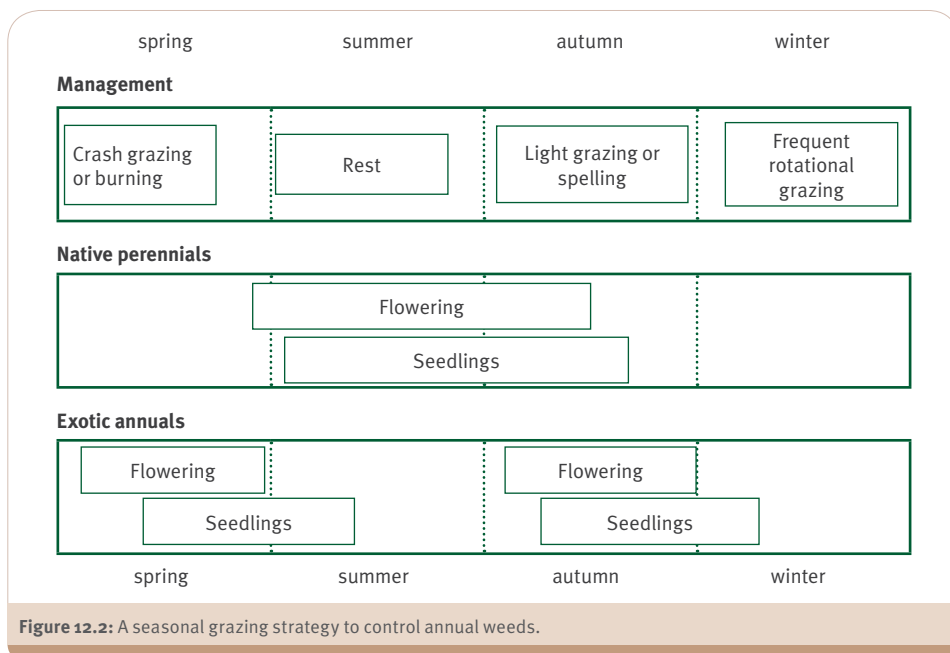 spring summer autumn winter
Management
Crash grazing
or burning
Rest
Light grazing or
spelling
Frequent
rotational
grazing
Native perennials
Flowering
Seedlings
Exotic annuals
Flowering Flowering
Seedlings Seedlings
spring summer autumn winter
Figure 12.2: A seasonal grazing strategy to control annual weeds.